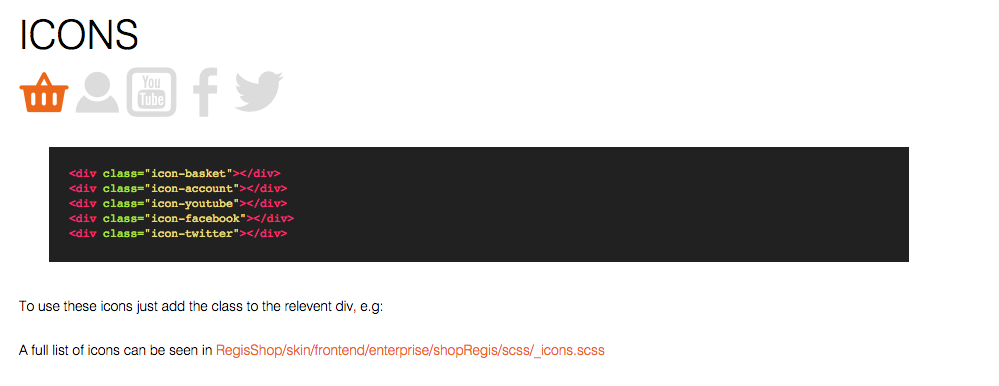 ICONS
You
Tube
<div class="icon-basket"></div>
<div class="icon-account"></div>
<div class="icon-youtube"></div>
<div class="icon-facebook"></div>
<div class="icon-twitter"></div>
To use these icons just add the class to the relevent div, e.g:
A full list of icons can be seen in RegisShop/skin/frontend/enterprise/shopRegis/scss/_icons.scss